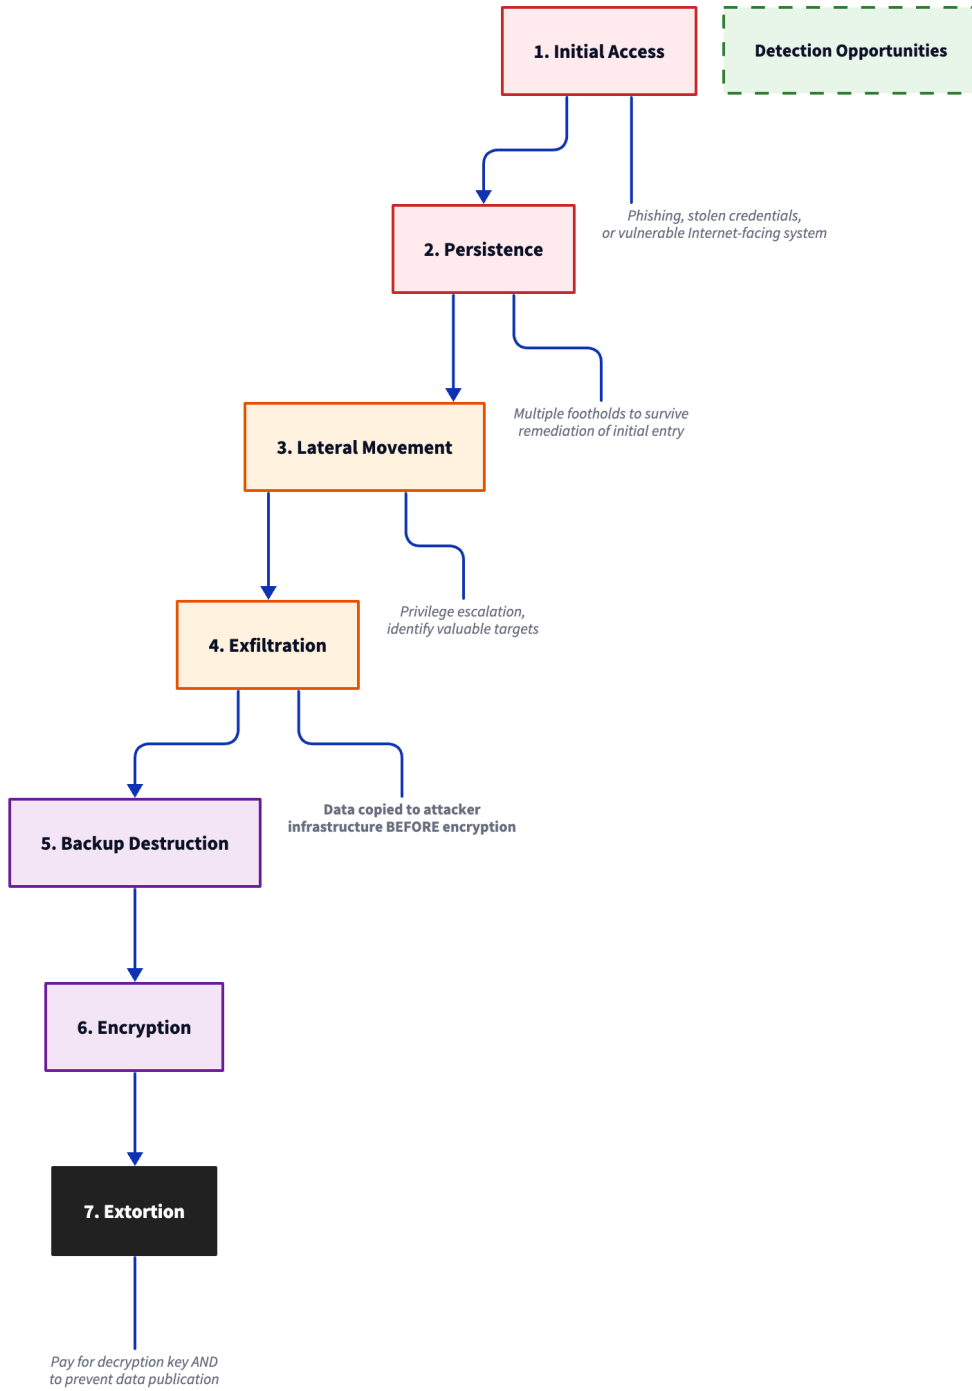 1. Initial Access
Detection Opportunities
Phishing, stolen credentials,
or vulnerable Internet-facing system
2. Persistence
Multiple footholds to survive
remediation of initial entry
3. Lateral Movement
Privilege escalation,
identify valuable targets
4. Exfiltration
Data copied to attacker
infrastructure BEFORE encryption
5. Backup Destruction
6. Encryption
7. Extortion
Pay for decryption key AND
to prevent data publication